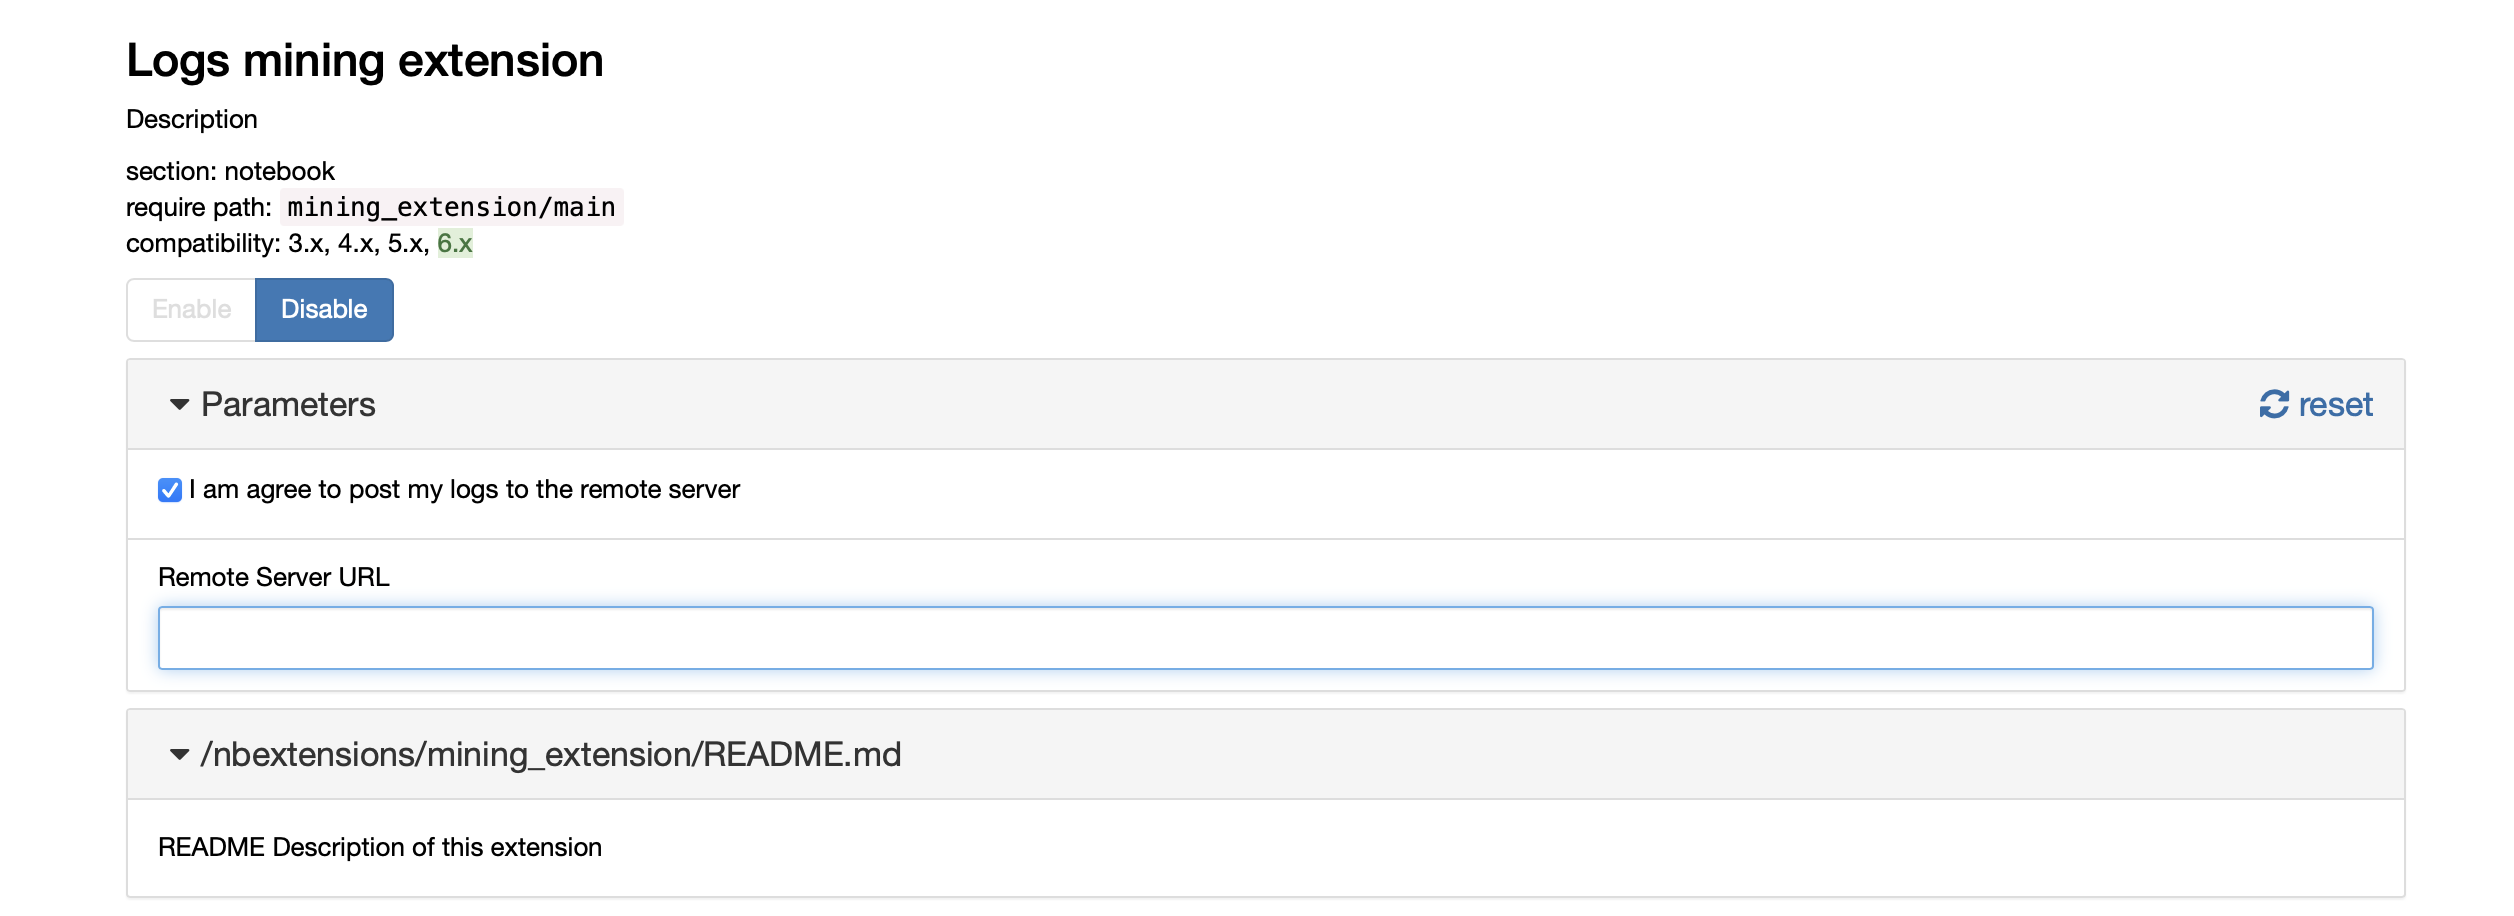 Logs mining extension
Description
section: notebook
require path: mining_extension/main
compatibility: 3.x, 4.x, 5.x, 6.x
Enable Disable
Parameters reset
I am agree to post my logs to the remote server
Remote Server URL
/nbextensions/mining_extension/README.md
README Description of this extension